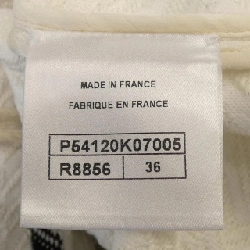 MADE IN FRANCE
FABRIQUE EN FRANCE
P54120K07005
R8856 36